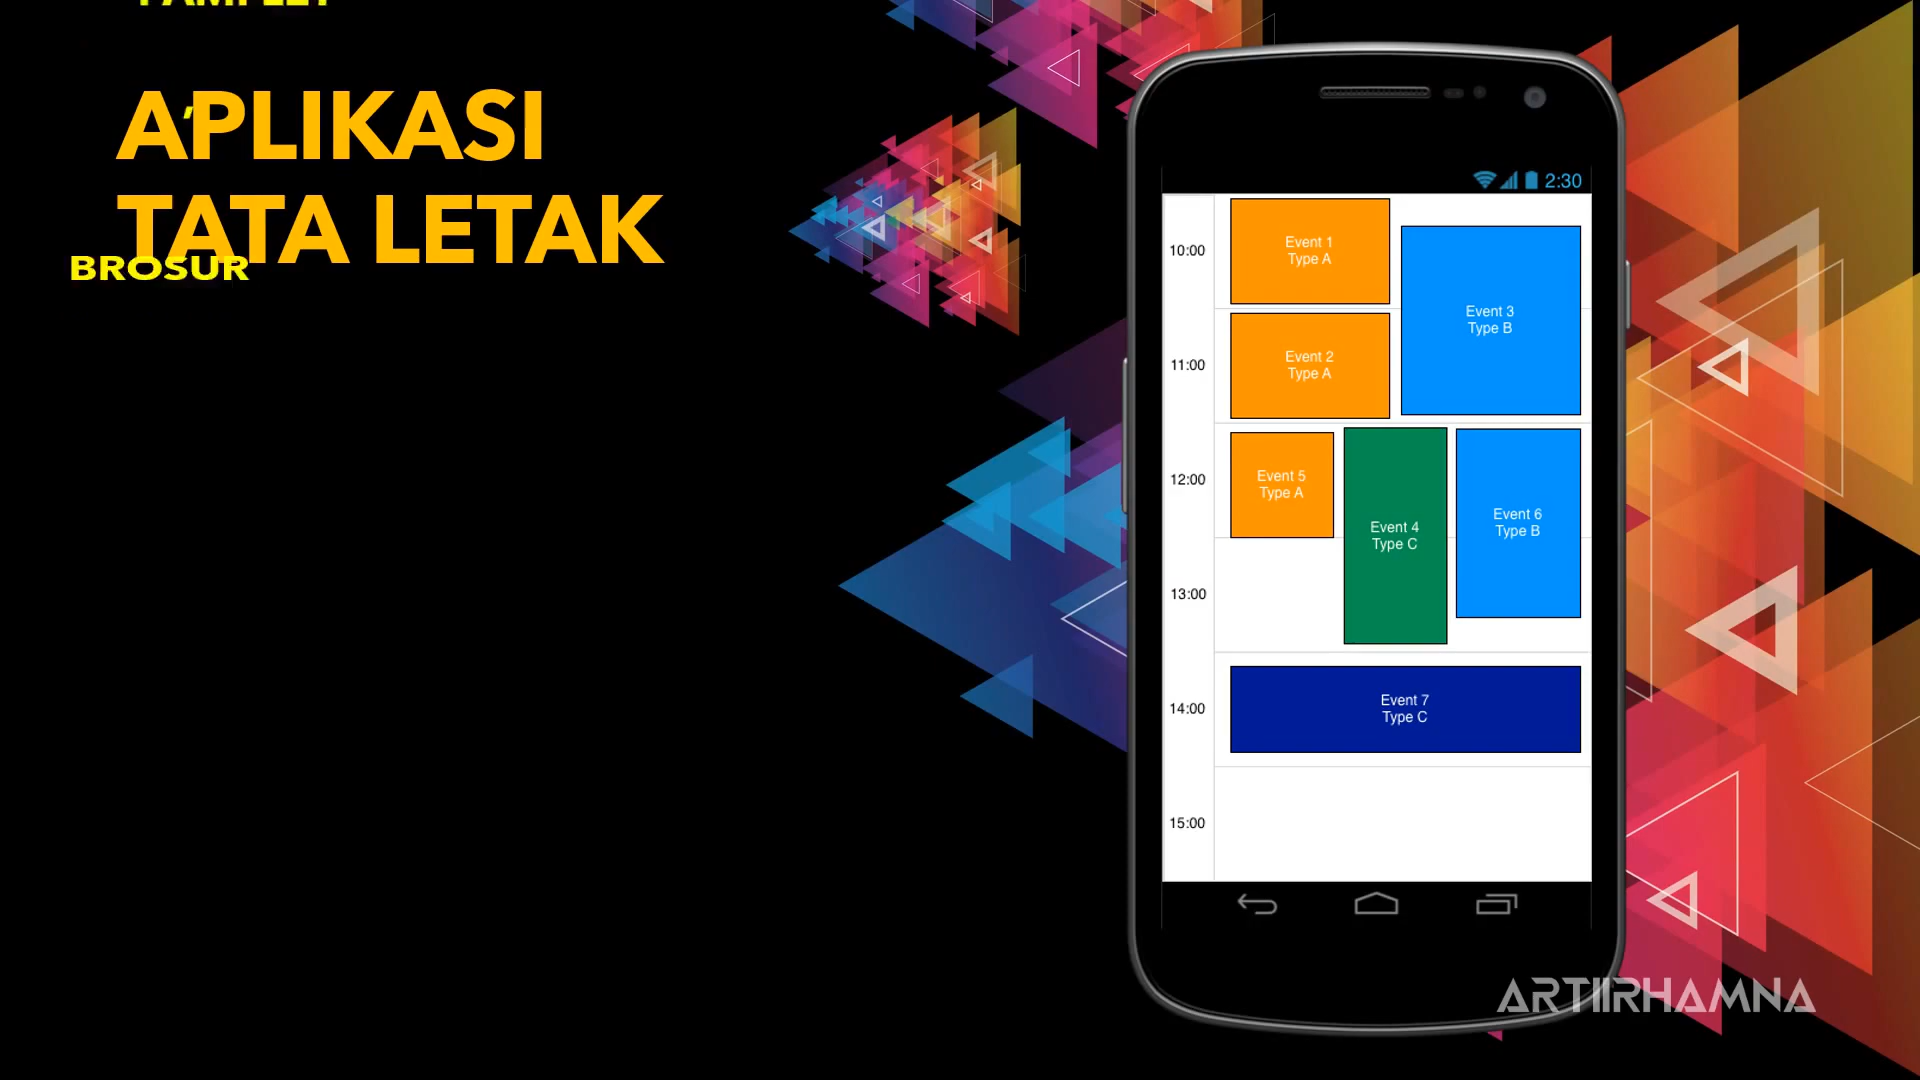 PAMFLET
APLIKASI
TATA LETAK
BROSUR
2:30
10:00
11:00
12:00
13:00
14:00
15:00
Event 1
Type A
Event 3
Type B
Event 2
Type A
Event 5
Type A
Event 4
Type C
Event 6
Type B
Event 7
Type C
ARTIIRHAMNA